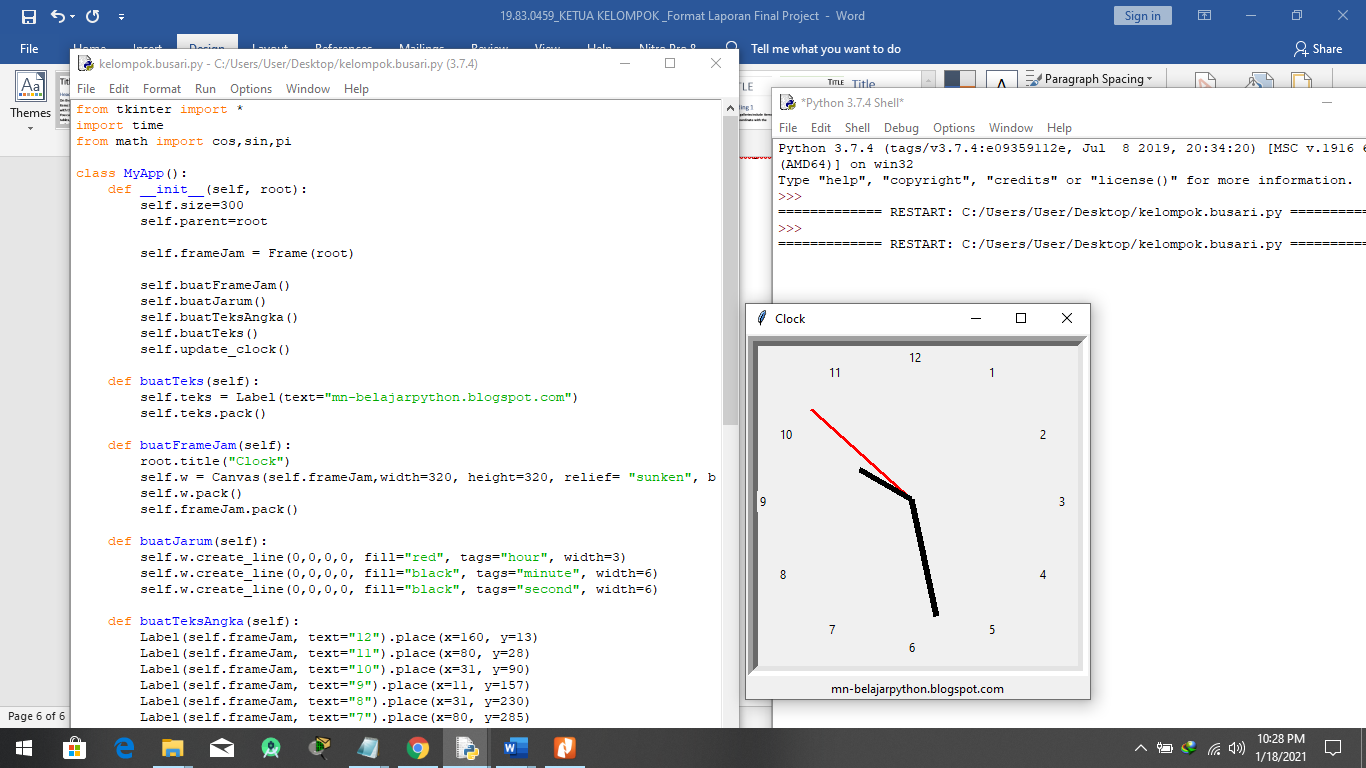 19.83.0459_KETUA KELOMPOK _Format Laporan Final Project - Word
Sign in
File Home Insert Design Layout References Mailings Review View Help Nitro Pro 8 Tell me what you want to do Share
Themes
TITLE Title
Paragraph Spacing
kelompok.busari.py - C:/Users/User/Desktop/kelompok.busari.py (3.7.4)
File Edit Format Run Options Window Help
from tkinter import *
import time
from math import cos,sin,pi
class MyApp():
def __init__(self, root):
self.size=300
self.parent=root
self.frameJam = Frame(root)
self.buatFrameJam()
self.buatJarum()
self.buatTeksAngka()
self.buatTeks()
self.update_clock()
def buatTeks(self):
self.teks = Label(text="mn-belajarpython.blogspot.com")
self.teks.pack()
def buatFrameJam(self):
root.title("Clock")
self.w = Canvas(self.frameJam,width=320, height=320, relief= "sunken", b
self.w.pack()
self.frameJam.pack()
def buatJarum(self):
self.w.create_line(0,0,0,0, fill="red", tags="hour", width=3)
self.w.create_line(0,0,0,0, fill="black", tags="minute", width=6)
self.w.create_line(0,0,0,0, fill="black", tags="second", width=6)
def buatTeksAngka(self):
Label(self.frameJam, text="12").place(x=160, y=13)
Label(self.frameJam, text="11").place(x=80, y=28)
Label(self.frameJam, text="10").place(x=31, y=90)
Label(self.frameJam, text="9").place(x=11, y=157)
Label(self.frameJam, text="8").place(x=31, y=230)
Label(self.frameJam, text="7").place(x=80, y=285)
*Python 3.7.4 Shell*
File Edit Shell Debug Options Window Help
Python 3.7.4 (tags/v3.7.4:e09359112e, Jul 8 2019, 20:34:20) [MSC v.1916 6
(AMD64)] on win32
Type "help", "copyright", "credits" or "license()" for more information.
>>>
============= RESTART: C:/Users/User/Desktop/kelompok.busari.py ==========
>>>
============= RESTART: C:/Users/User/Desktop/kelompok.busari.py ==========
Clock
12
11 1
10 2
9 3
8 4
7 5
6
mn-belajarpython.blogspot.com
Page 6 of 6
10:28 PM
1/18/2021